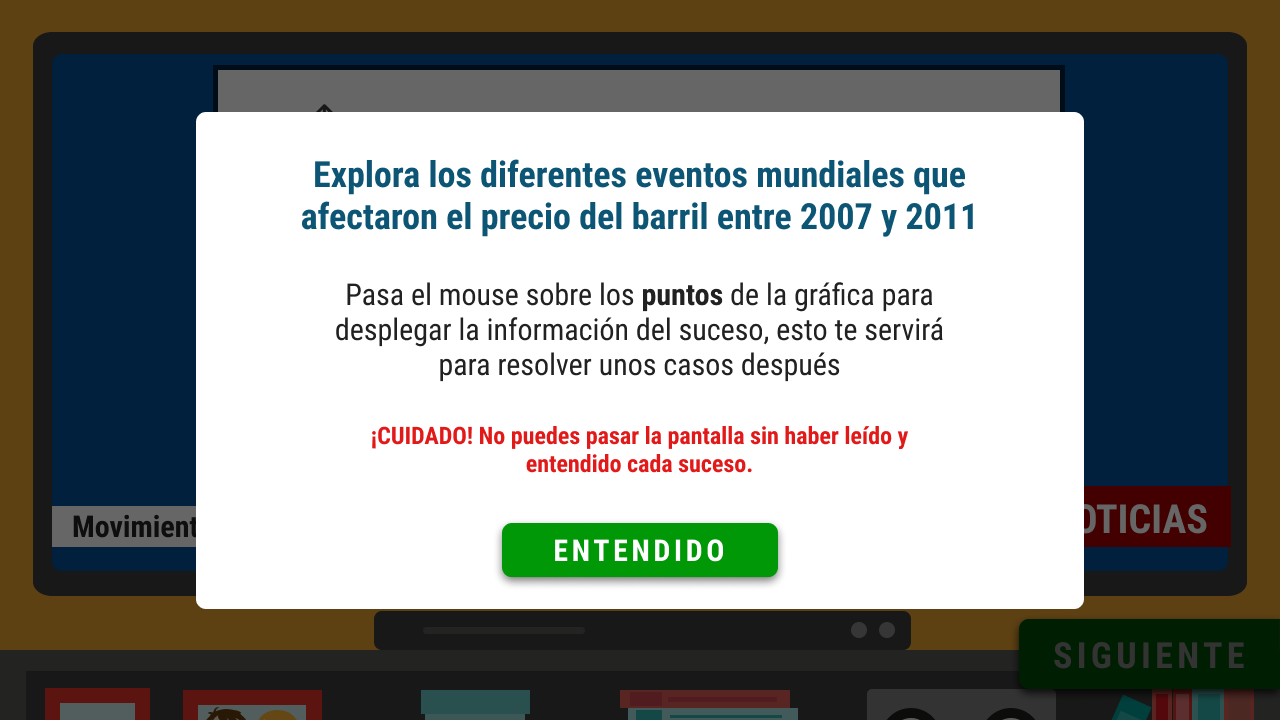 Explora los diferentes eventos mundiales que
afectaron el precio del barril entre 2007 y 2011
Pasa el mouse sobre los puntos de la gráfica para
desplegar la información del suceso, esto te servirá
para resolver unos casos después
¡CUIDADO! No puedes pasar la pantalla sin haber leído y
entendido cada suceso.
ENTENDIDO
SIGUIENTE